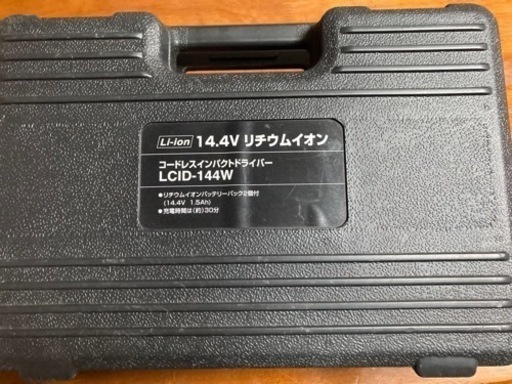 Li-ion 14.4V リチウムイオン
コードレスインパクトドライバー
LCID-144W
●リチウムイオンバッテリーパック2個付
(14.4V 1.5Ah)
●充電時間は(約)30分